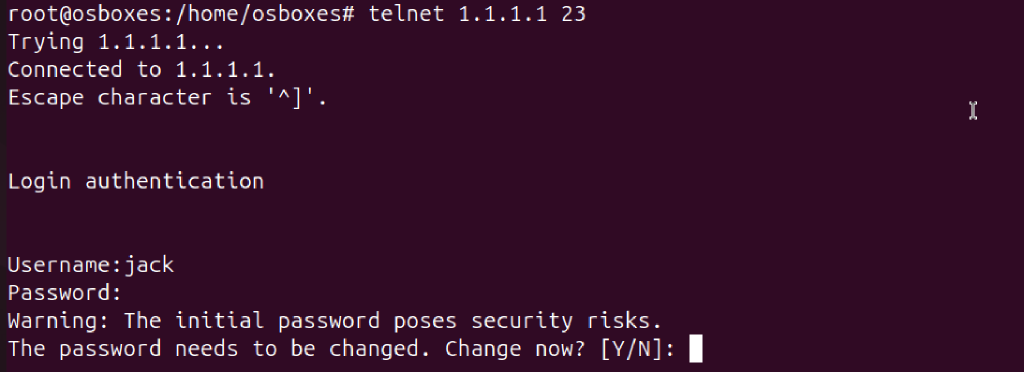 root@osboxes:/home/osboxes# telnet 1.1.1.1 23
Trying 1.1.1.1...
Connected to 1.1.1.1.
Escape character is '^]'.
Login authentication
Username:jack
Password:
Warning: The initial password poses security risks.
The password needs to be changed. Change now? [Y/N]: